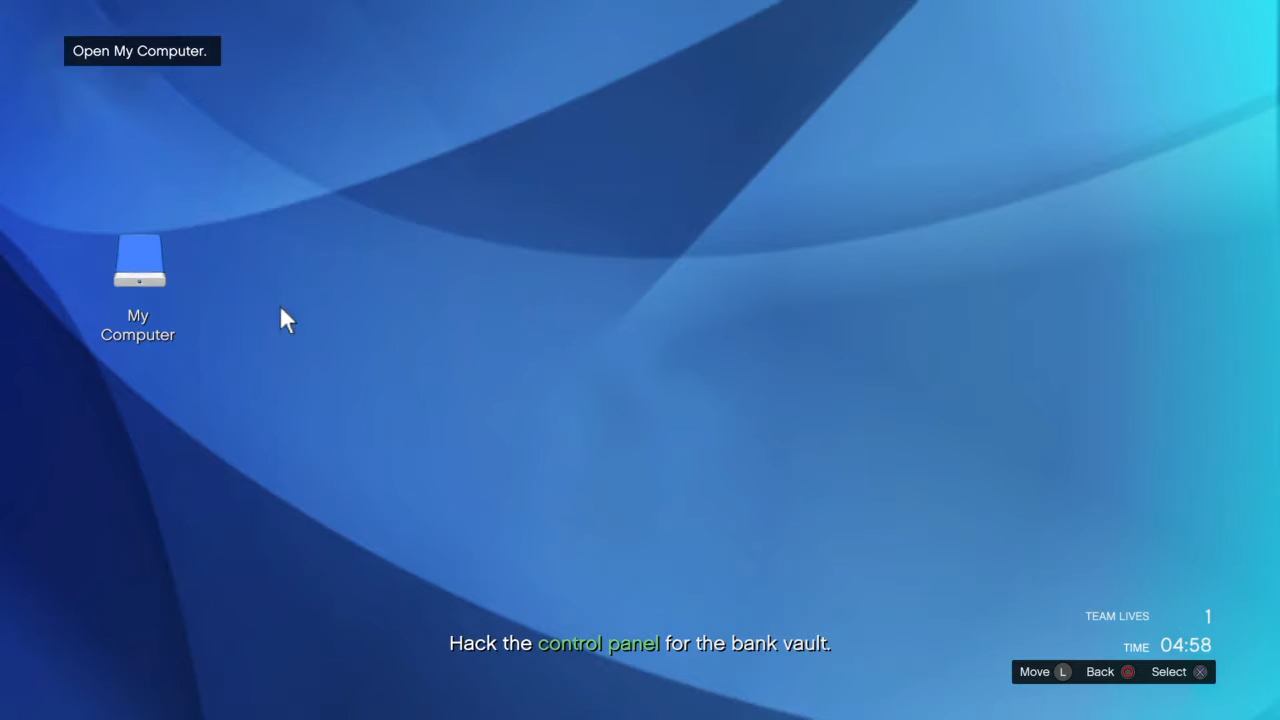 Open My Computer.
My
Computer
Hack the control panel for the bank vault.
TEAM LIVES 1
TIME 04:58
Move L Back Select